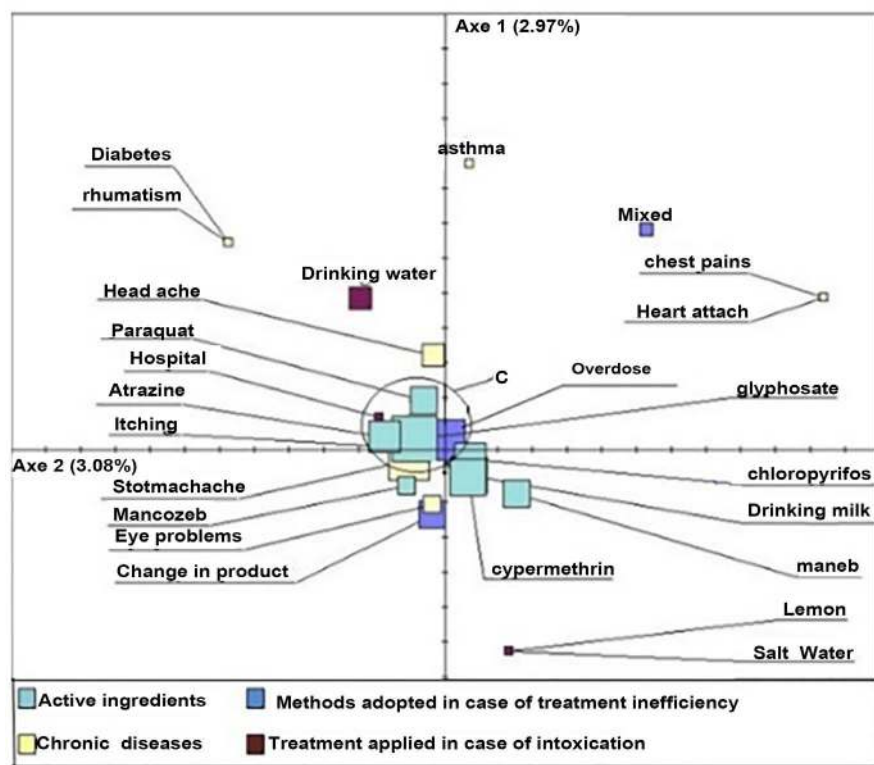 Axe 1 (2.97%)
asthma
Diabetes
rhumatism
Mixed
chest pains
Drinking water
Head ache
Heart attach
Paraquat
Hospital
C
Overdose
Atrazine
glyphosate
Itching
Axe 2 (3.08%)
chloropyrifos
Stotmachache
Mancozeb
Drinking milk
Eye problems
Change in product
cypermethrin
maneb
Lemon
Salt Water
Active ingredients
Methods adopted in case of treatment inefficiency
Chronic diseases
Treatment applied in case of intoxication